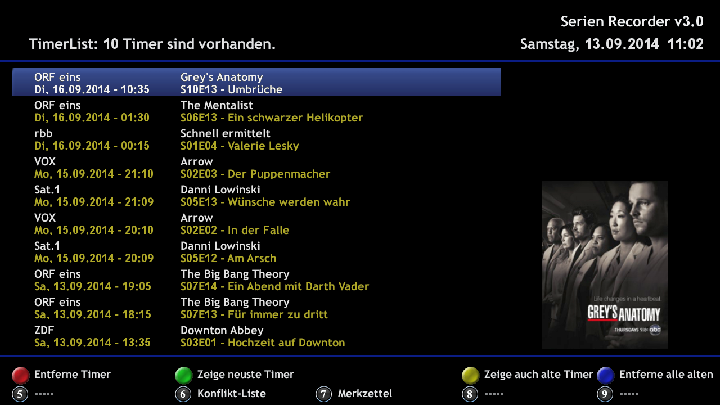 Serien Recorder v3.0
TimerList: 10 Timer sind vorhanden.
Samstag, 13.09.2014 11:02
ORF eins Grey's Anatomy
Di, 16.09.2014 - 10:35 S10E13 - Umbrüche
ORF eins The Mentalist
Di, 16.09.2014 - 01:30 S06E13 - Ein schwarzer Helikopter
rbb Schnell ermittelt
Di, 16.09.2014 - 00:15 S01E04 - Valerie Lesky
VOX Arrow
Mo, 15.09.2014 - 21:10 S02E03 - Der Puppenmacher
Sat.1 Danni Lowinski
Mo, 15.09.2014 - 21:09 S05E13 - Wünsche werden wahr
VOX Arrow
Mo, 15.09.2014 - 20:10 S02E02 - In der Falle
Sat.1 Danni Lowinski
Mo, 15.09.2014 - 20:09 S05E12 - Am Arsch
ORF eins The Big Bang Theory
Sa, 13.09.2014 - 19:05 S07E14 - Ein Abend mit Darth Vader
ORF eins The Big Bang Theory
Sa, 13.09.2014 - 18:15 S07E13 - Für immer zu dritt
ZDF Downton Abbey
Sa, 13.09.2014 - 13:35 S03E01 - Hochzeit auf Downton
Life changes in a heartbeat.
GREY'S ANATOMY
THURSDAYS 9/8c abc
Entferne Timer Zeige neuste Timer Zeige auch alte Timer Entferne alle alten
5 ----- 6 Konflikt-Liste 7 Merkzettel 8 ----- 9 -----